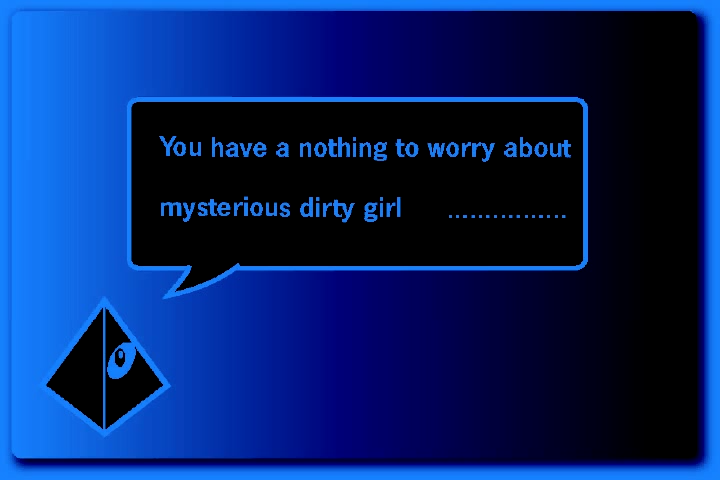 You have a nothing to worry about
mysterious dirty girl ................